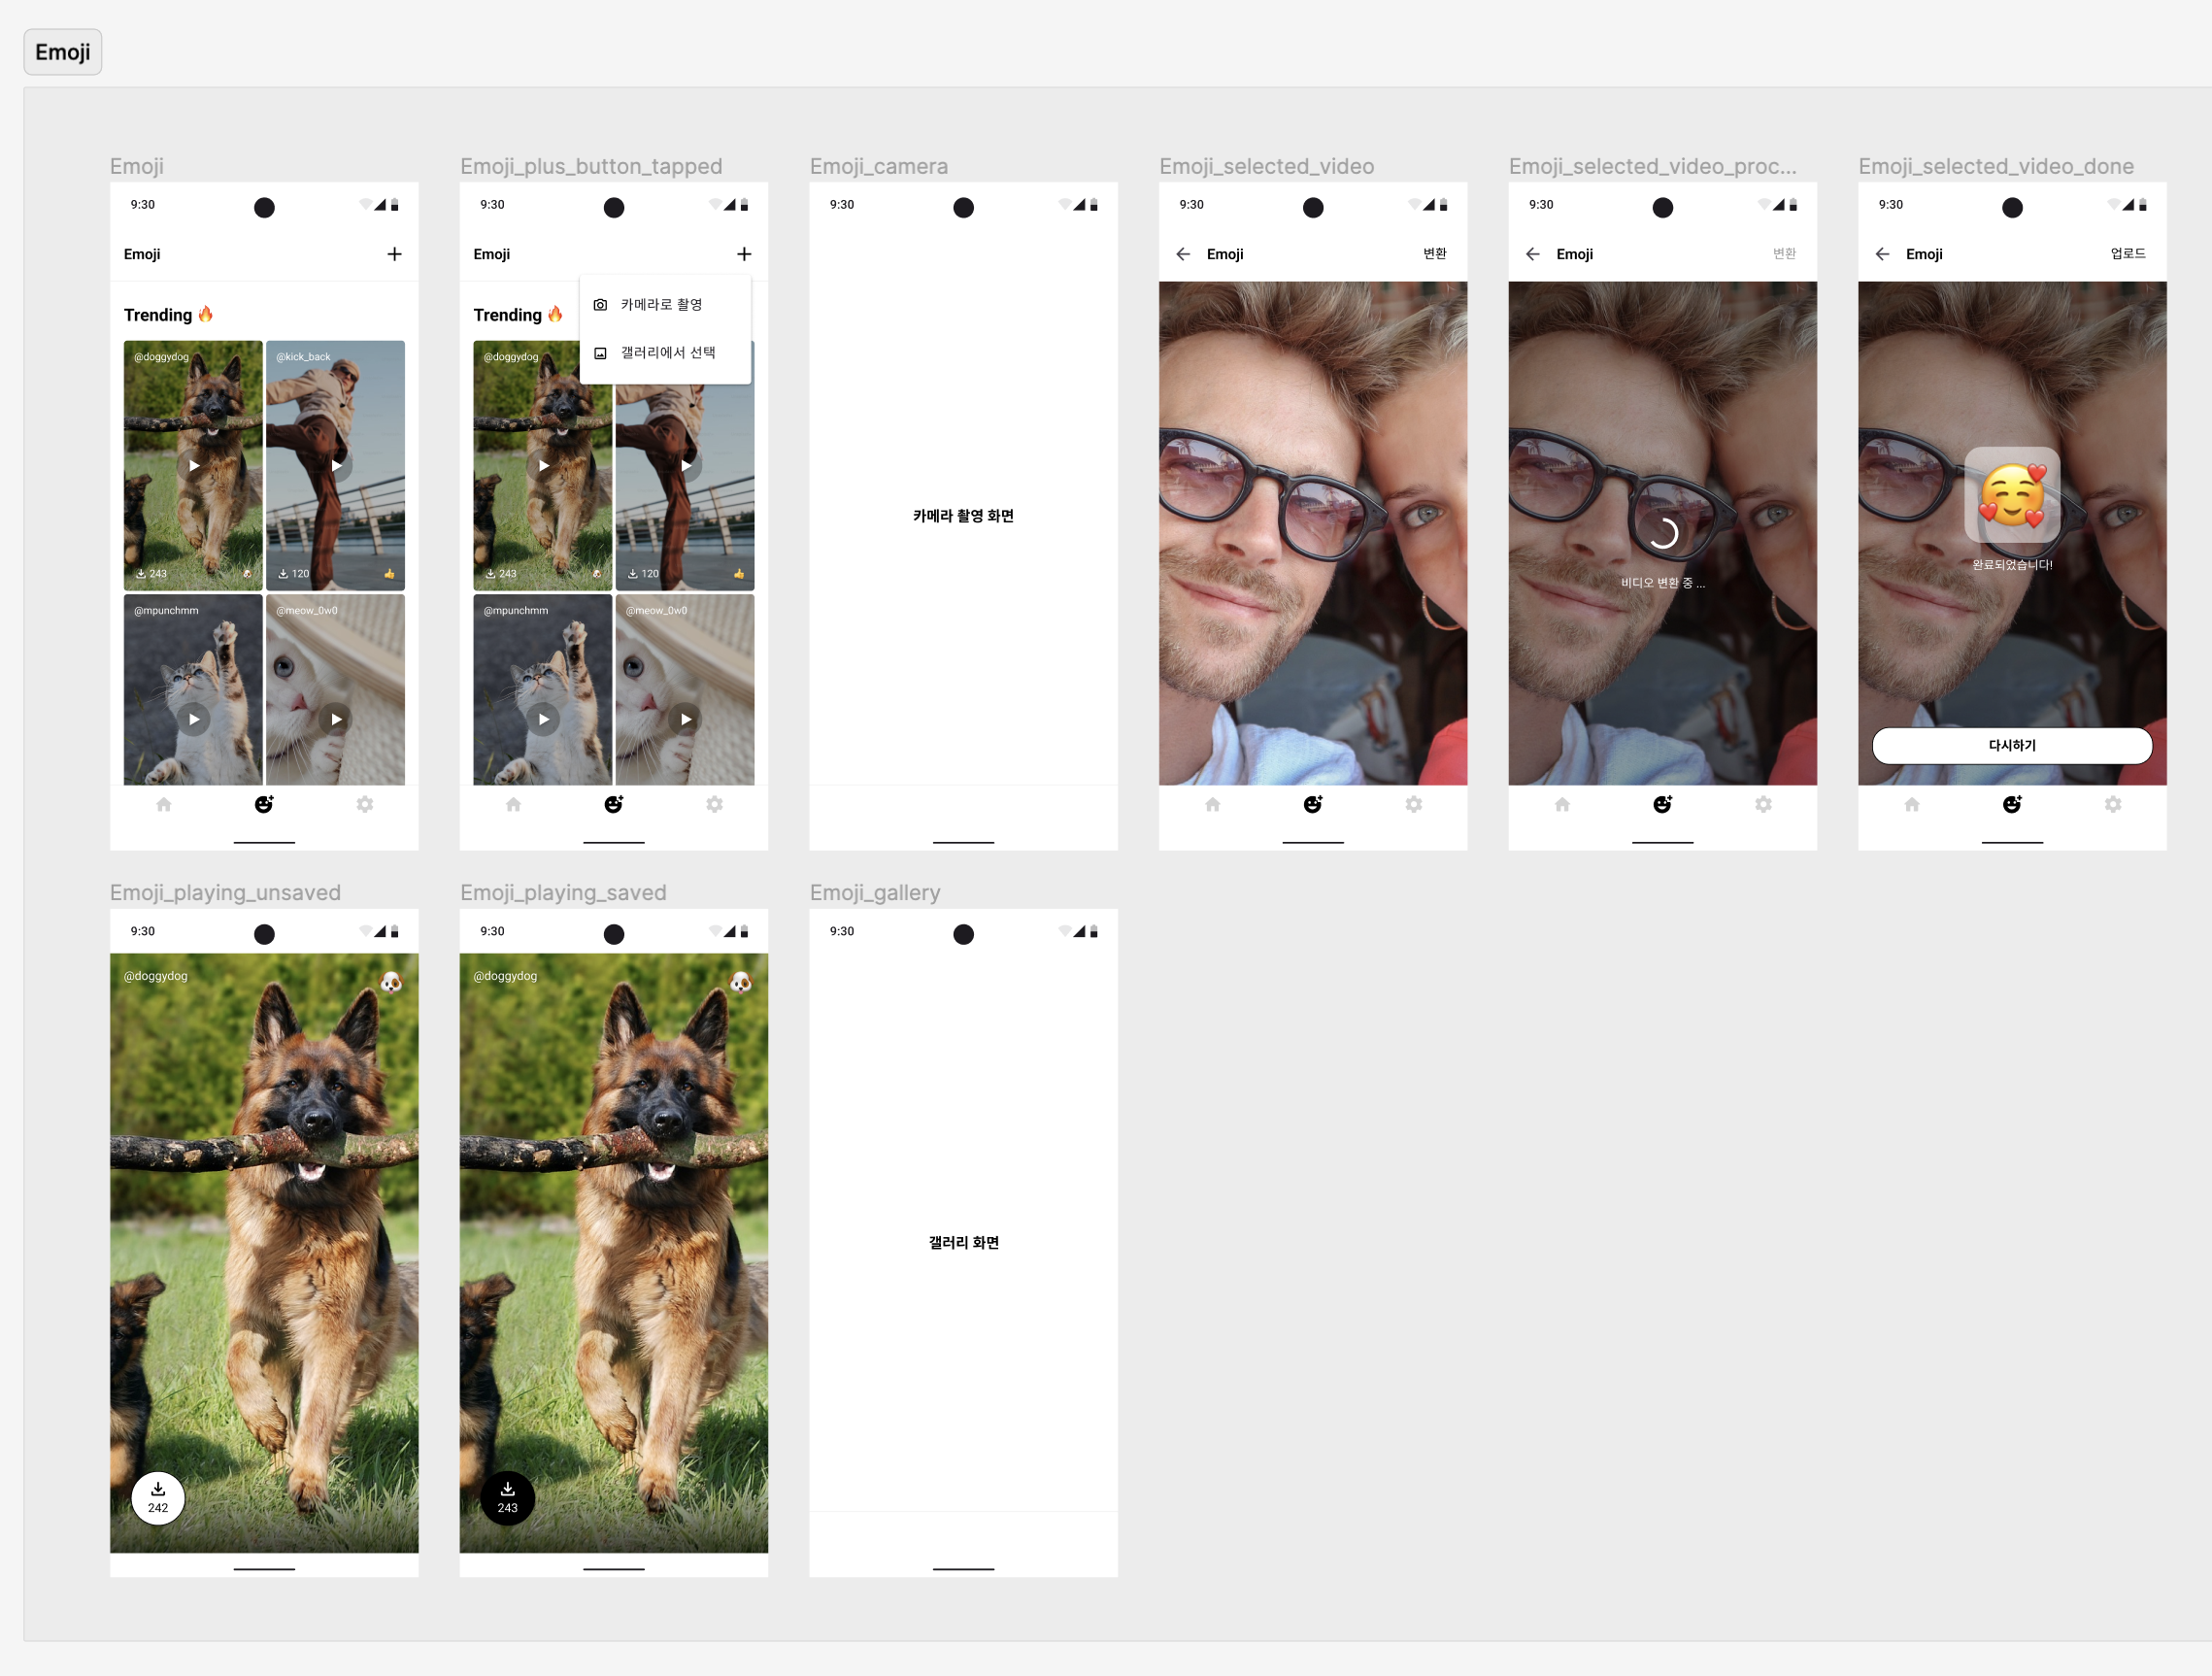 Emoji
Emoji
9:30
Emoji
Trending 🔥
@doggydog
@kick_back
243
120
@mpunchmm
@meow_0w0
Emoji_plus_button_tapped
9:30
Emoji
카메라로 촬영
갤러리에서 선택
Trending 🔥
@doggydog
243
120
@mpunchmm
@meow_0w0
Emoji_camera
9:30
카메라 촬영 화면
Emoji_selected_video
9:30
Emoji
변환
Emoji_selected_video_proc...
9:30
Emoji
변환
비디오 변환 중 ...
Emoji_selected_video_done
9:30
Emoji
업로드
완료되었습니다!
다시하기
Emoji_playing_unsaved
9:30
@doggydog
242
Emoji_playing_saved
9:30
@doggydog
243
Emoji_gallery
9:30
갤러리 화면